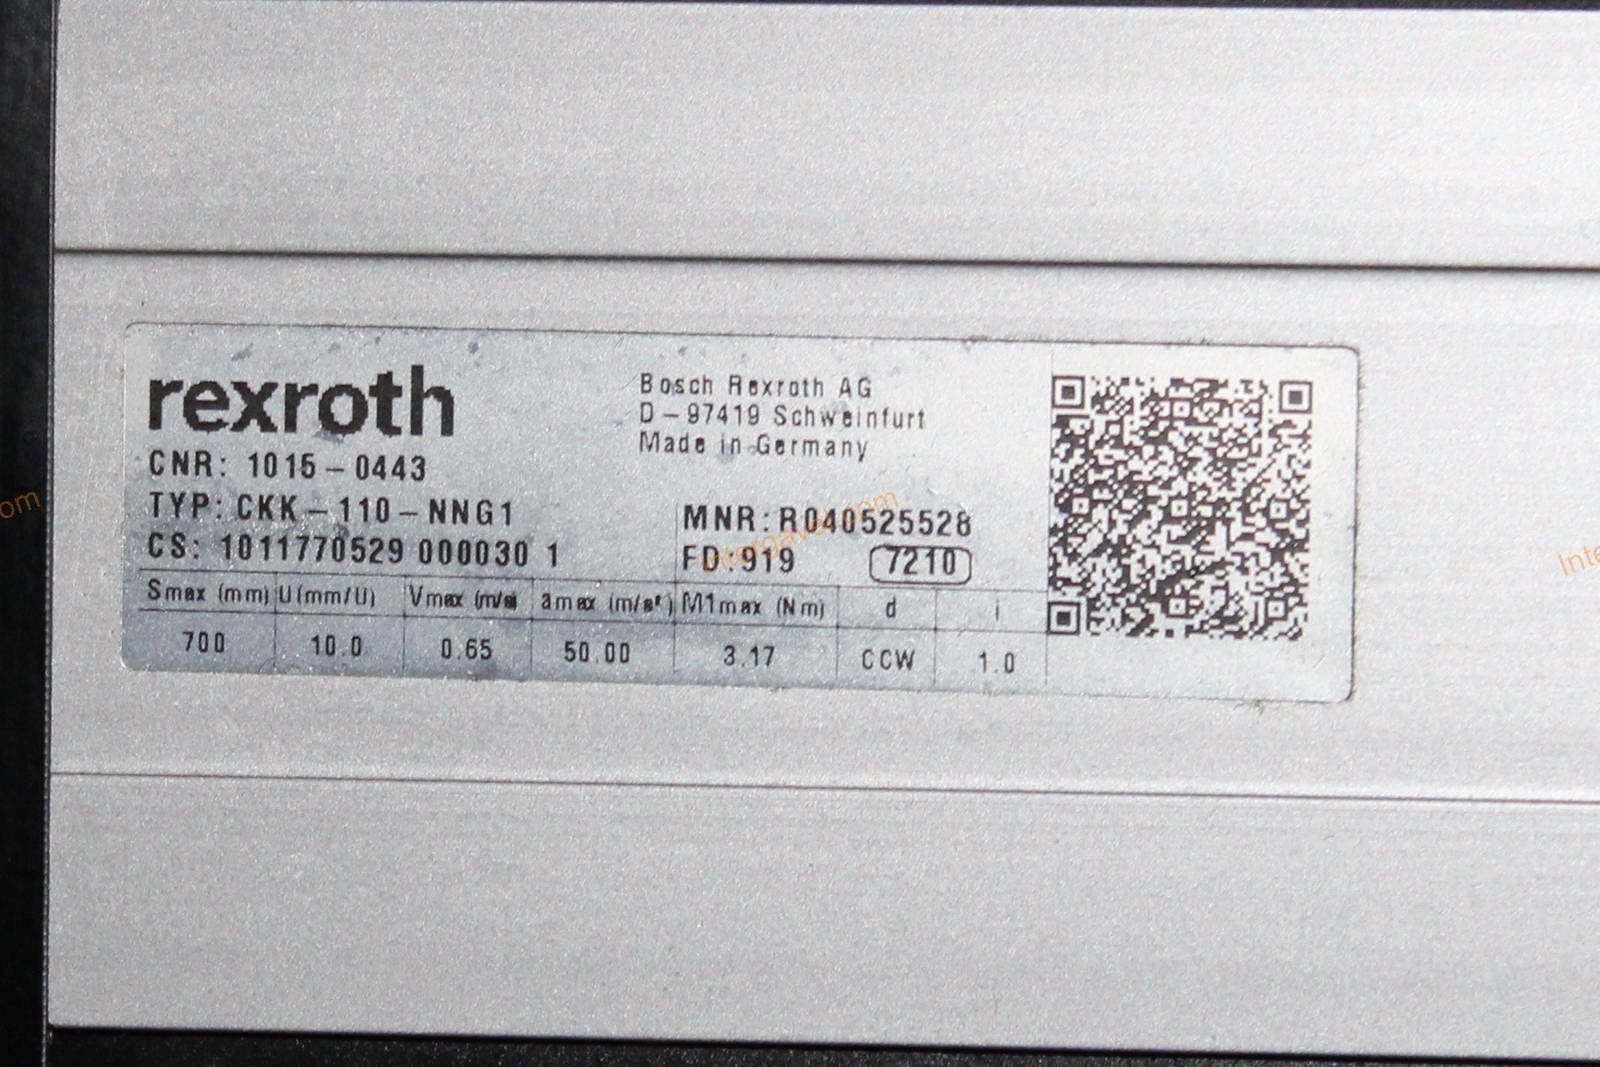 rexroth
Bosch Rexroth AG
D-97419 Schweinfurt
Made in Germany
CNR: 1015-0443
TYP: CKK-110-NNG1
MNR: R040525528
CS: 1011770529 000030 1
FD: 919 7210
Smax (mm) U(mm/U) Vmax (m/s) amax (m/s²) M1max (Nm) d i
700 10.0 0.65 50.00 3.17 CCW 1.0